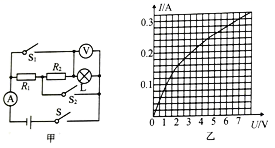 S₁
V
R₁
R₂
L
S₂
A
S
甲
I/A
0.3
0.2
0.1
0 1 2 3 4 5 6 7
U/V
乙